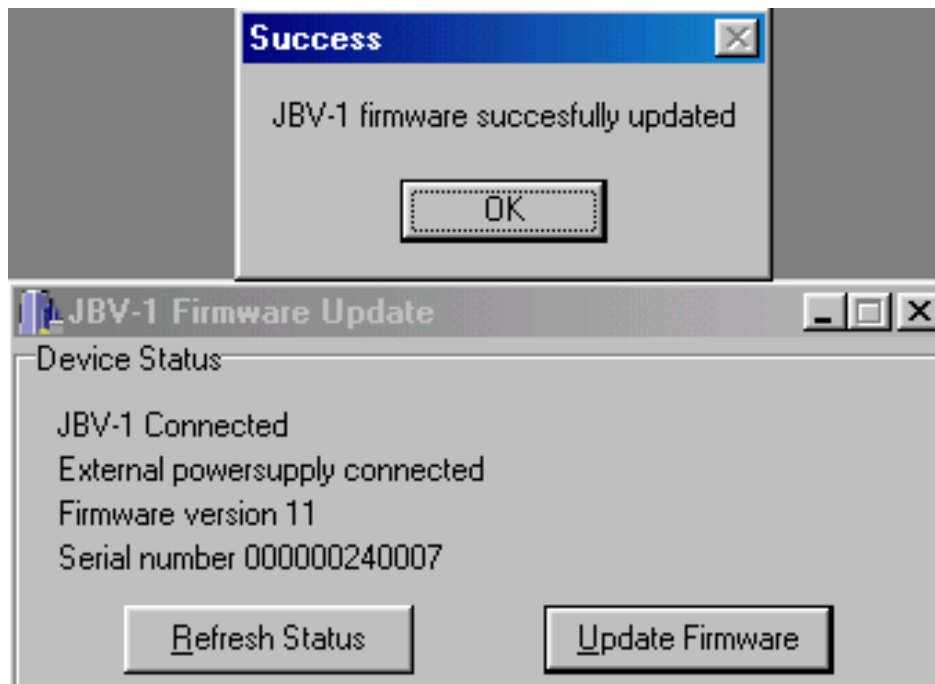 Success
JBV-1 firmware succesfully updated
OK
JBV-1 Firmware Update
Device Status
JBV-1 Connected
External powersupply connected
Firmware version 11
Serial number 000000240007
Refresh Status
Update Firmware